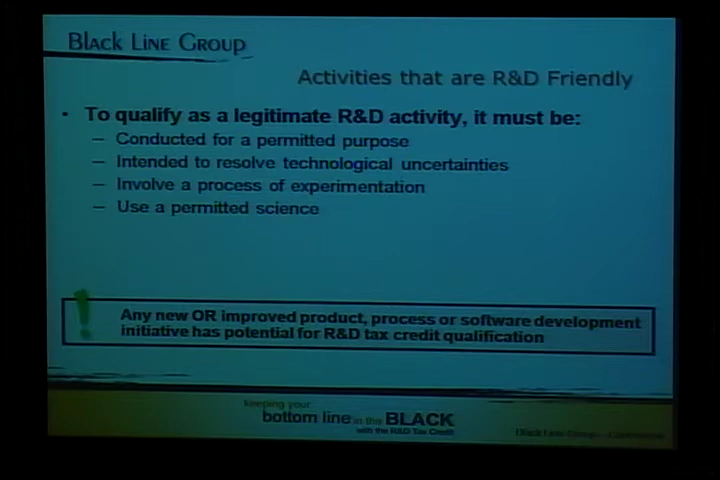 Black Line Group
Activities that are R&D Friendly
• To qualify as a legitimate R&D activity, it must be:
– Conducted for a permitted purpose
– Intended to resolve technological uncertainties
– Involve a process of experimentation
– Use a permitted science
! Any new OR improved product, process or software development
initiative has potential for R&D tax credit qualification
keeping your
bottom line in the BLACK
with the R&D Tax Credit
Black Line Group –